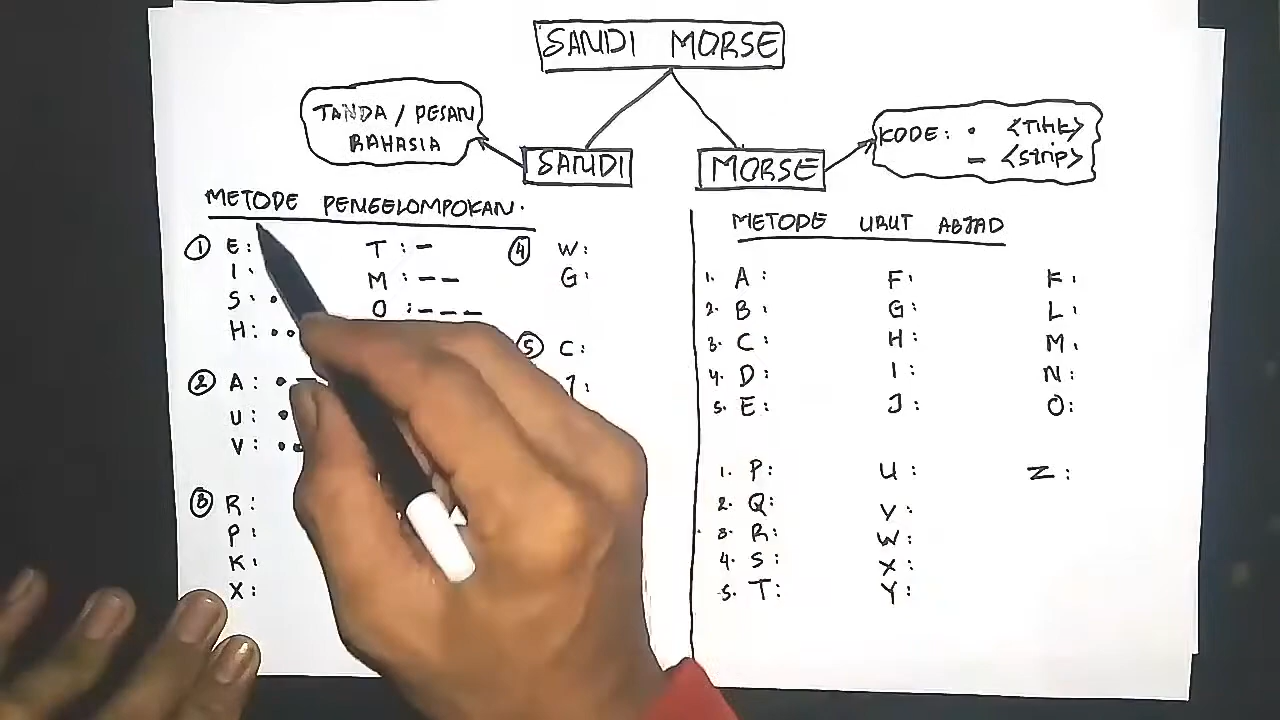 SANDI MORSE
TANDA / PESAN
RAHASIA
KODE: • <Titik>
– <Strip>
SANDI
MORSE
METODE PENGELOMPOKAN.
① E:
I:
S: •
H: ••
T: –
M: ––
O: –––
② A: •
U: •
V: ••
③ R:
P:
K:
X:
④ W:
G:
⑤ C:
METODE URUT ABJAD
1. A: F: K:
2. B: G: L:
3. C: H: M:
4. D: I: N:
5. E: J: O:
1. P: U: Z:
2. Q: V:
3. R: W:
4. S: X:
5. T: Y: